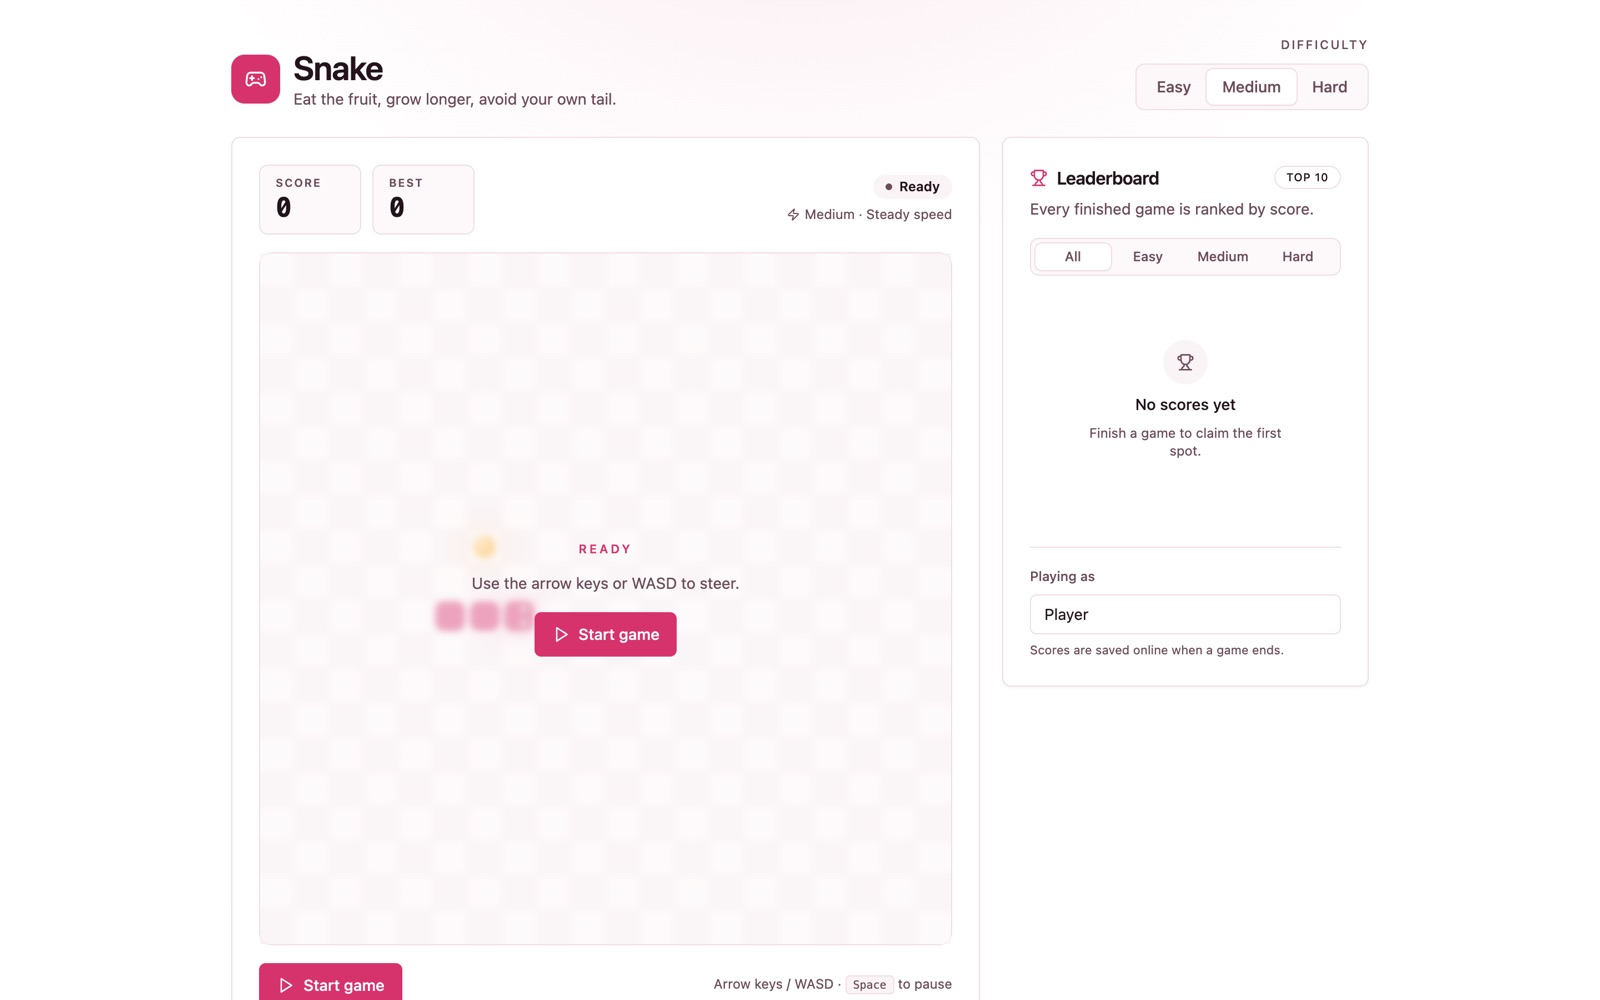 Snake
Eat the fruit, grow longer, avoid your own tail.
DIFFICULTY
Easy
Medium
Hard
SCORE
0
BEST
0
Ready
Medium · Steady speed
READY
Use the arrow keys or WASD to steer.
Start game
Start game
Arrow keys / WASD · Space to pause
Leaderboard
TOP 10
Every finished game is ranked by score.
All
Easy
Medium
Hard
No scores yet
Finish a game to claim the first
spot.
Playing as
Player
Scores are saved online when a game ends.